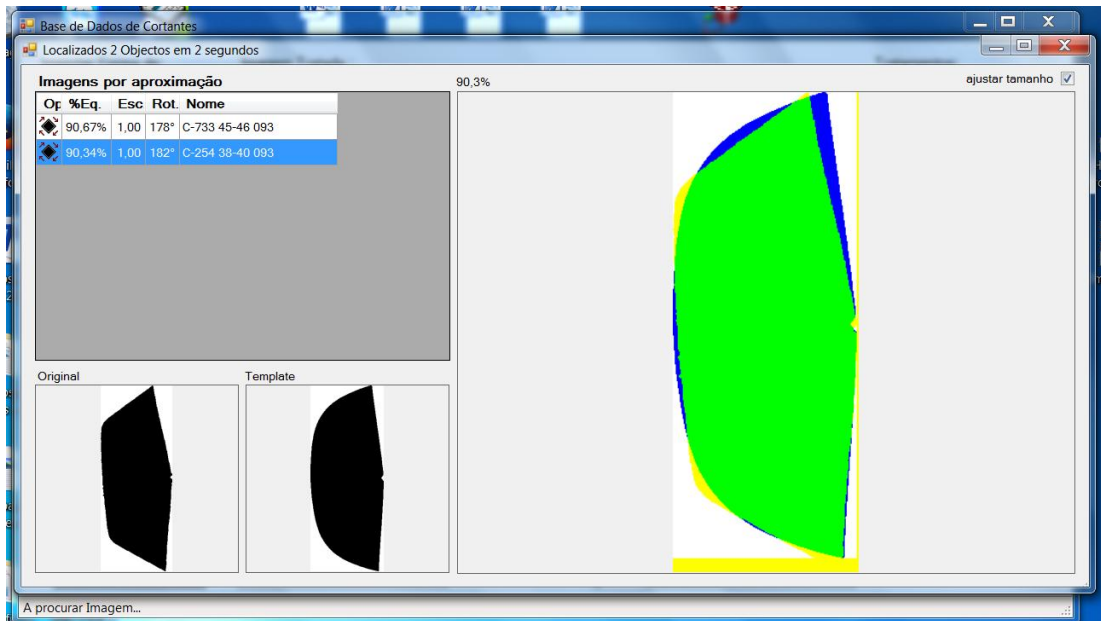 Base de Dados de Cortantes
Localizados 2 Objectos em 2 segundos
Imagens por aproximação
90,3%
ajustar tamanho
Op %Eq. Esc Rot. Nome
90,67% 1,00 178° C-733 45-46 093
90,34% 1,00 182° C-254 38-40 093
Original
Template
A procurar Imagem...